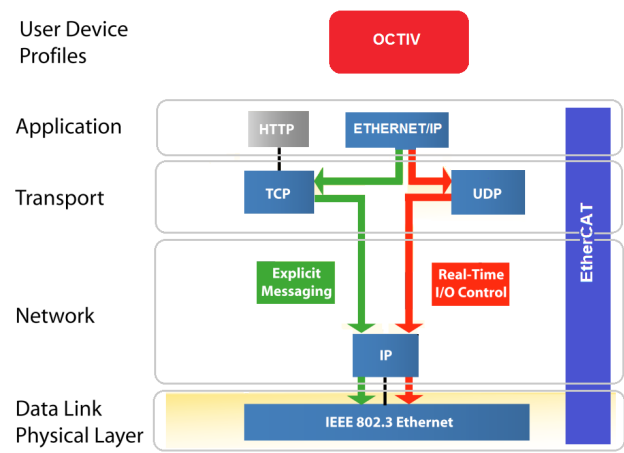 User Device
Profiles
OCTIV
Application
HTTP
ETHERNET/IP
Transport
TCP
UDP
EtherCAT
Explicit
Messaging
Real-Time
I/O Control
Network
IP
Data Link
Physical Layer
IEEE 802.3 Ethernet